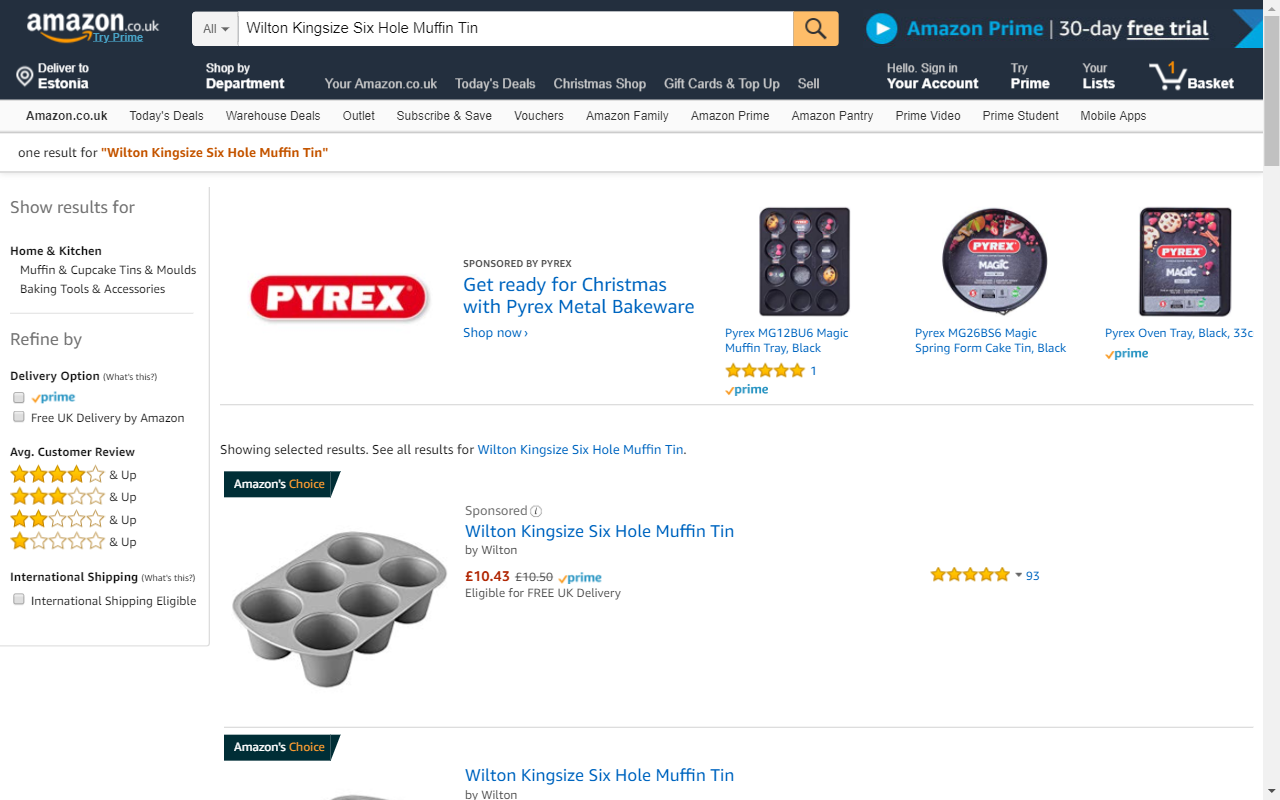 amazon.co.uk
Try Prime
All
Wilton Kingsize Six Hole Muffin Tin
Amazon Prime | 30-day free trial
Deliver to
Estonia
Shop by
Department
Your Amazon.co.uk
Today's Deals
Christmas Shop
Gift Cards & Top Up
Sell
Hello. Sign in
Your Account
Try
Prime
Your
Lists
1
Basket
Amazon.co.uk
Today's Deals
Warehouse Deals
Outlet
Subscribe & Save
Vouchers
Amazon Family
Amazon Prime
Amazon Pantry
Prime Video
Prime Student
Mobile Apps
one result for "Wilton Kingsize Six Hole Muffin Tin"
Show results for
Home & Kitchen
Muffin & Cupcake Tins & Moulds
Baking Tools & Accessories
Refine by
Delivery Option (What's this?)
prime
Free UK Delivery by Amazon
Avg. Customer Review
& Up
& Up
& Up
& Up
International Shipping (What's this?)
International Shipping Eligible
PYREX
SPONSORED BY PYREX
Get ready for Christmas
with Pyrex Metal Bakeware
Shop now ›
PYREX
Pyrex MG12BU6 Magic
Muffin Tray, Black
1
prime
PYREX
MAGIC
Pyrex MG26BS6 Magic
Spring Form Cake Tin, Black
PYREX
MAGIC
Pyrex Oven Tray, Black, 33c
prime
Showing selected results. See all results for Wilton Kingsize Six Hole Muffin Tin.
Amazon's Choice
Sponsored
Wilton Kingsize Six Hole Muffin Tin
by Wilton
£10.43 £10.50 prime
Eligible for FREE UK Delivery
93
Amazon's Choice
Wilton Kingsize Six Hole Muffin Tin
by Wilton